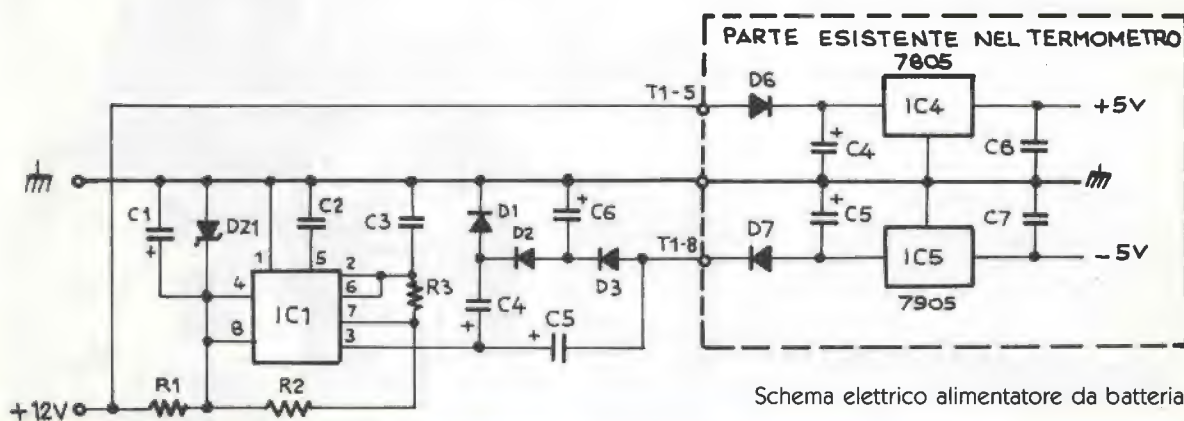 PARTE ESISTENTE NEL TERMOMETRO
7805
D6
T1-5
IC4
+5V
C4
C8
C1
DZ1
C2
C3
D1
D2
C6
D3
T1-8
D7
C5
C7
IC5
-5V
7905
1
5
2
4
6
IC1
R3
7
8
3
C4
C5
R1
R2
+12V
Schema elettrico alimentatore da batteria